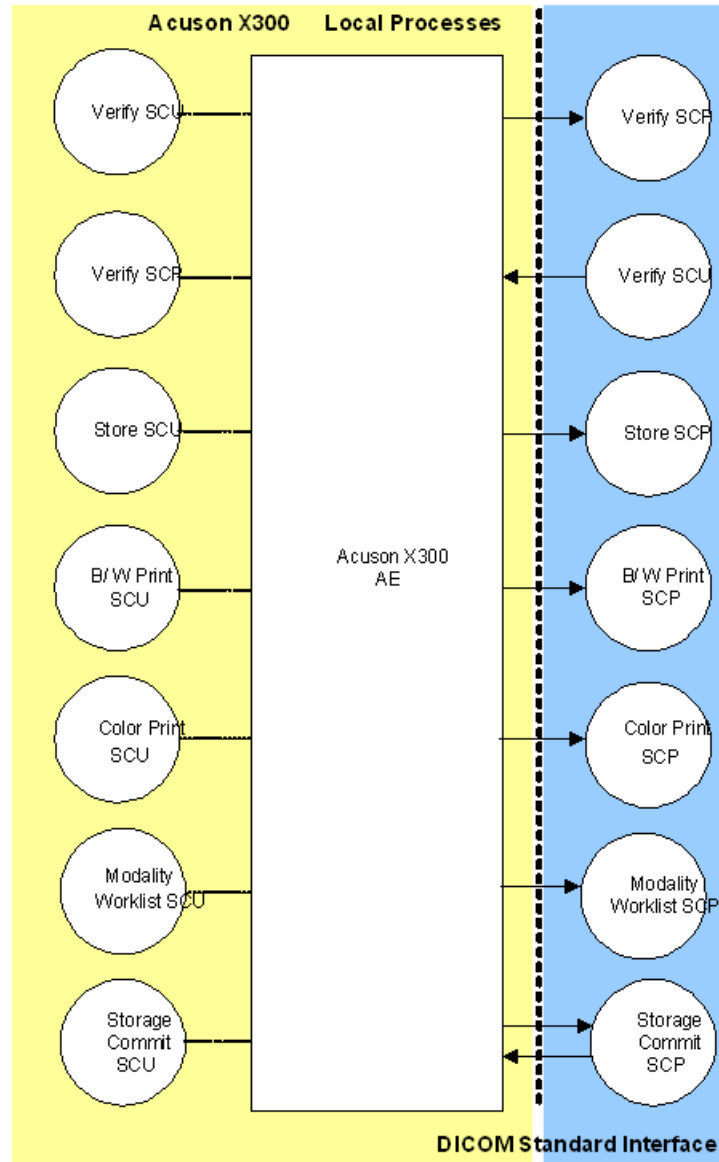 Acuson X300 Local Processes
Verify SCU
Verify SCP
Verify SCP
Verify SCU
Store SCU
Store SCP
B/W Print
SCU
Acuson X300
AE
B/W Print
SCP
Color Print
SCU
Color Print
SCP
Modality
Worklist SCU
Modality
Worklist SCP
Storage
Commit
SCU
Storage
Commit
SCP
DICOM Standard Interface